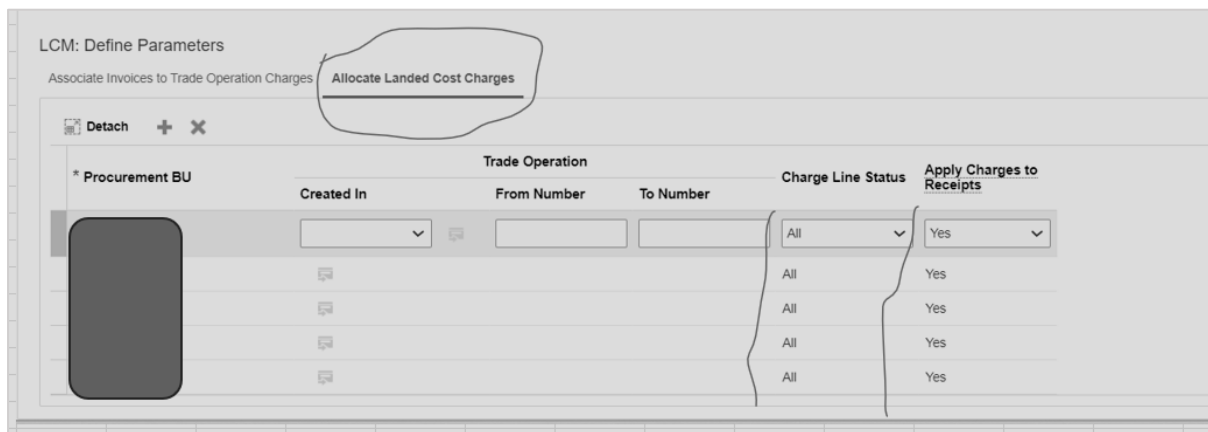 LCM: Define Parameters
Associate Invoices to Trade Operation Charges Allocate Landed Cost Charges
Detach
* Procurement BU Trade Operation Charge Line Status Apply Charges to Receipts
Created In From Number To Number
All Yes
All Yes
All Yes
All Yes
All Yes